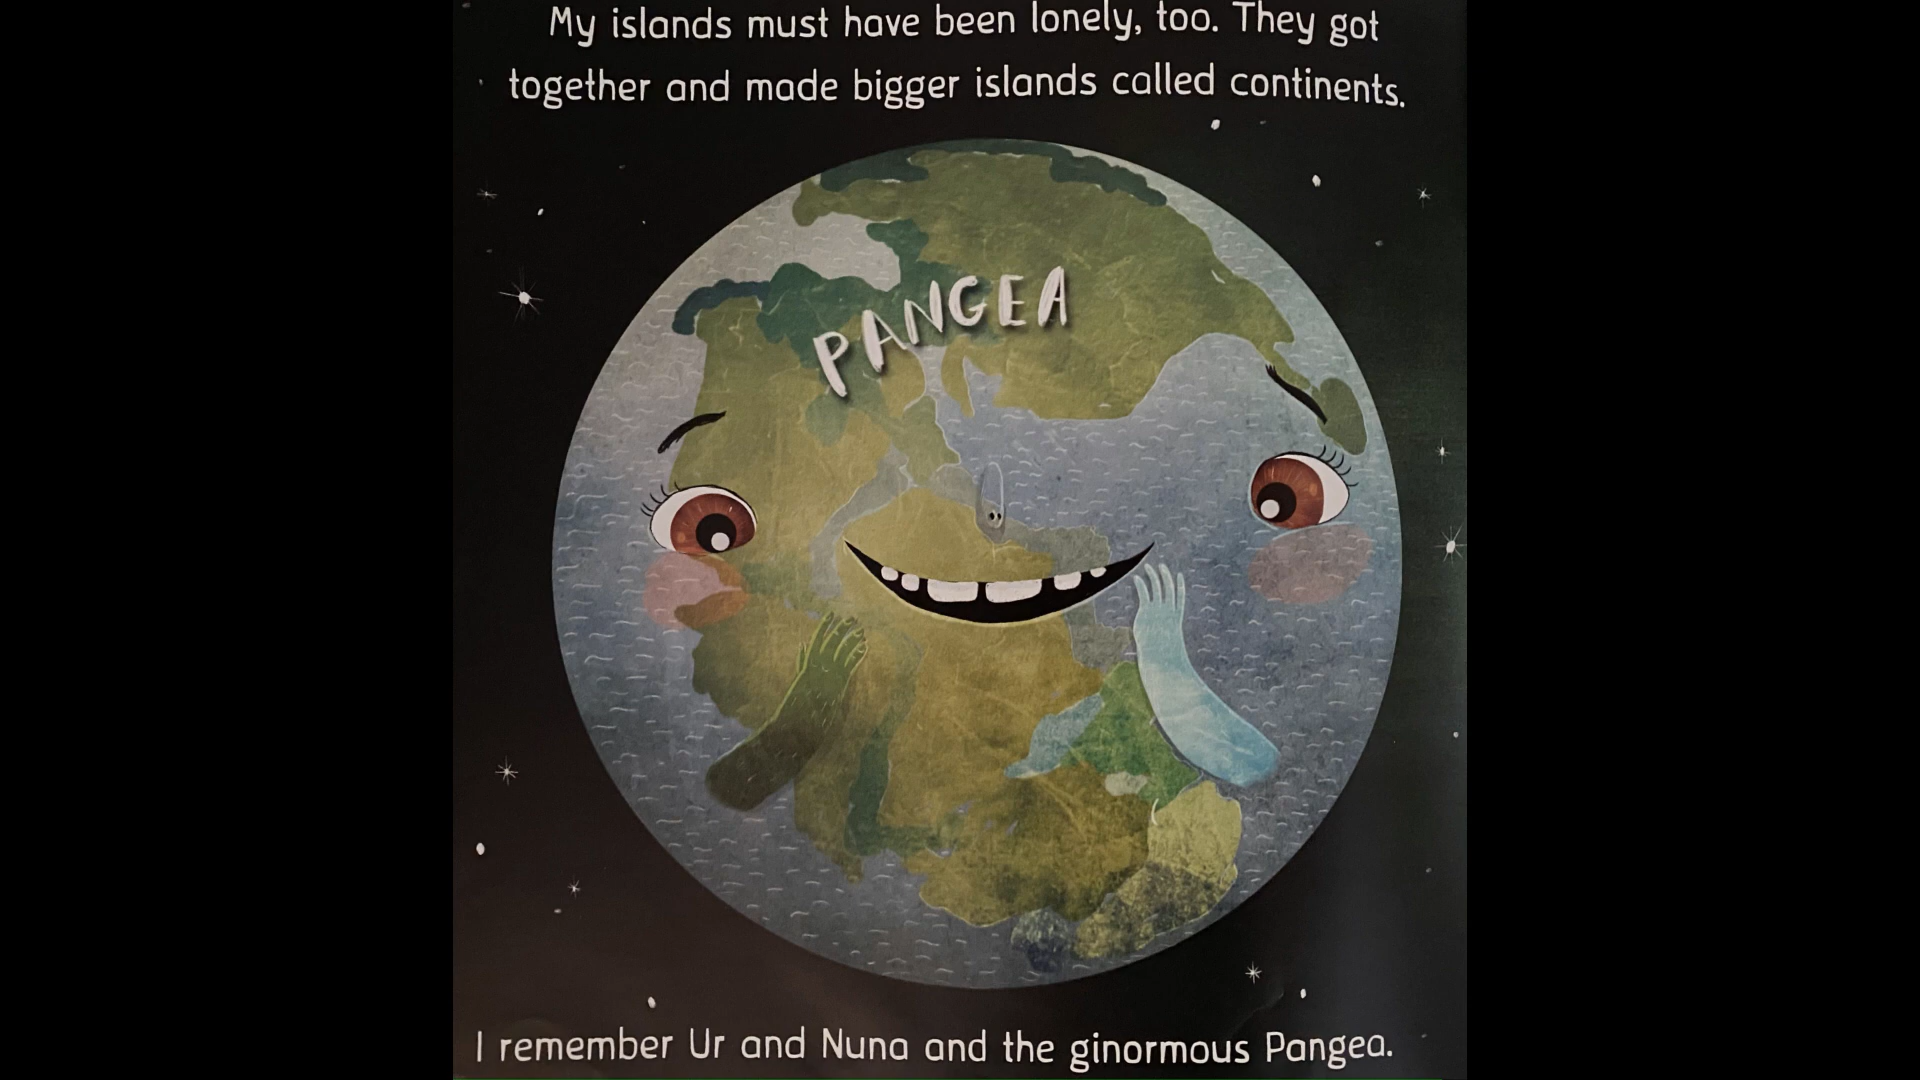 My islands must have been lonely, too. They got
together and made bigger islands called continents.
PANGEA
I remember Ur and Nuna and the ginormous Pangea.